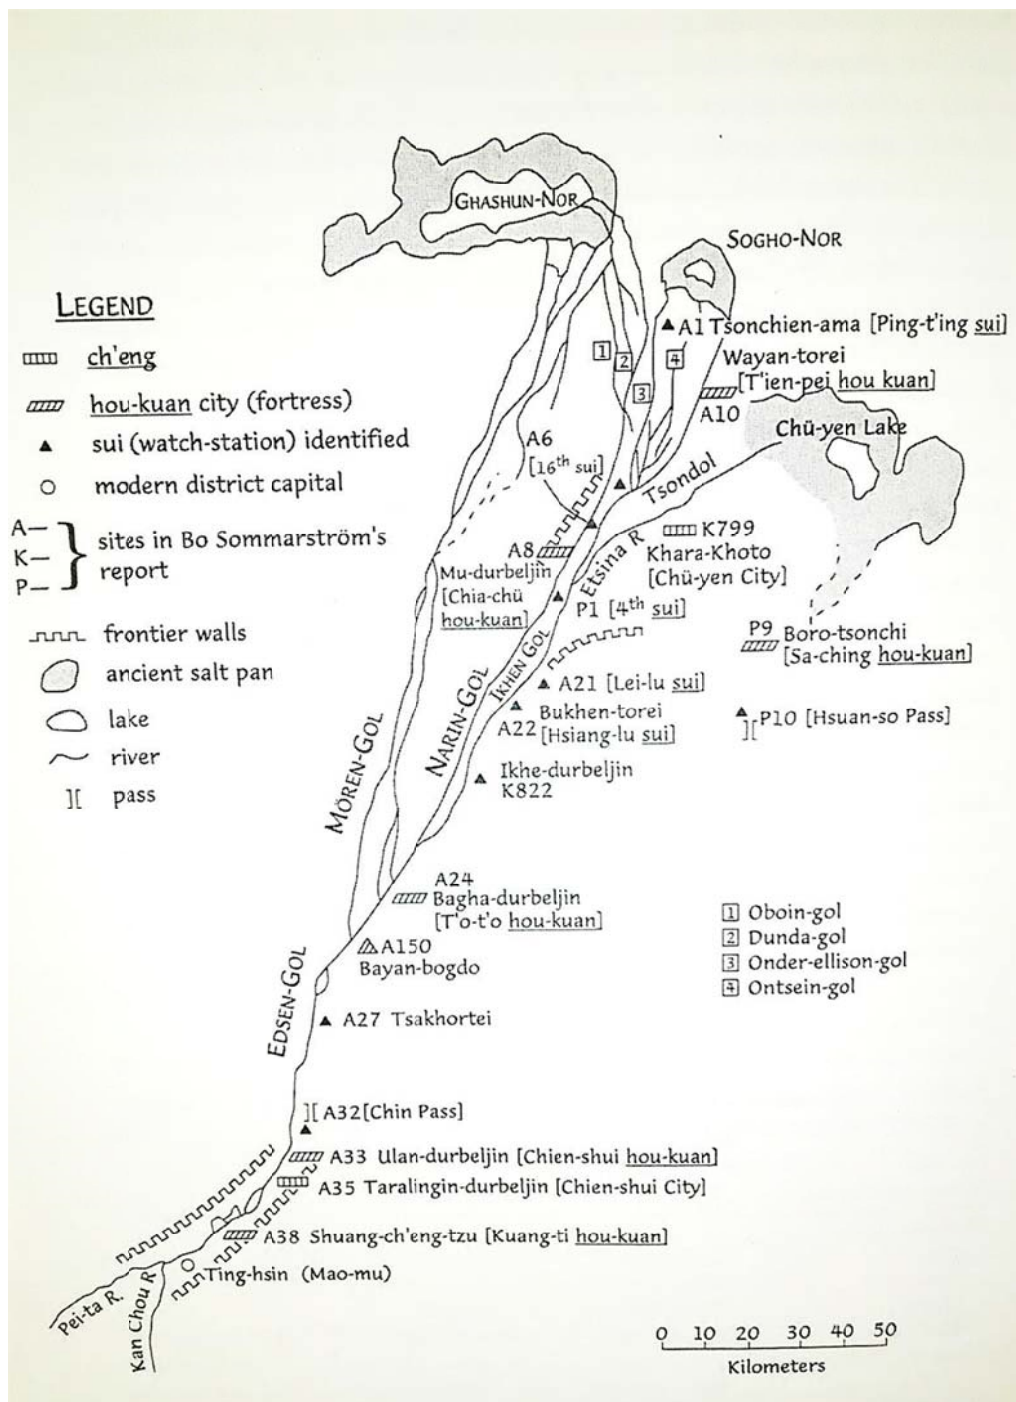 GHASHUN-NOR
SOGHO-NOR
LEGEND
ch'eng
hou-kuan city (fortress)
sui (watch-station) identified
modern district capital
A—
K—
P—
sites in Bo Sommarström's
report
frontier walls
ancient salt pan
lake
river
pass
A1 Tsonchien-ama [Ping-t'ing sui]
1
2
3
4
Wayan-torei
[T'ien-pei hou kuan]
A10
Chü-yen Lake
A6
[16th sui]
Tsondol
K799
Khara-Khoto
[Chü-yen City]
A8
Mu-durbeljin
[Chia-chü
hou-kuan]
Etsina R
P1 [4th sui]
P9 Boro-tsonchi
[Sa-ching hou-kuan]
IKHEN GOL
NARIN-GOL
MÖREN-GOL
A21 [Lei-lu sui]
A22 Bukhen-torei
[Hsiang-lu sui]
P10 [Hsuan-so Pass]
Ikhe-durbeljin
K822
A24
Bagha-durbeljin
[T'o-t'o hou-kuan]
1 Oboin-gol
2 Dunda-gol
3 Onder-ellison-gol
4 Ontsein-gol
A150
Bayan-bogdo
EDSEN-GOL
A27 Tsakhortei
A32 [Chin Pass]
A33 Ulan-durbeljin [Chien-shui hou-kuan]
A35 Taralingin-durbeljin [Chien-shui City]
A38 Shuang-ch'eng-tzu [Kuang-ti hou-kuan]
Ting-hsin (Mao-mu)
Pei-ta R.
Kan Chou R
0 10 20 30 40 50
Kilometers